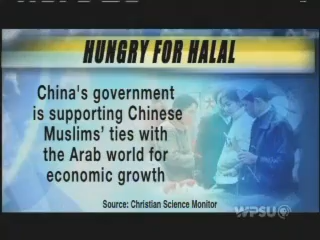 HUNGRY FOR HALAL
China's government
is supporting Chinese
Muslims' ties with
the Arab world for
economic growth
Source: Christian Science Monitor
WPSU